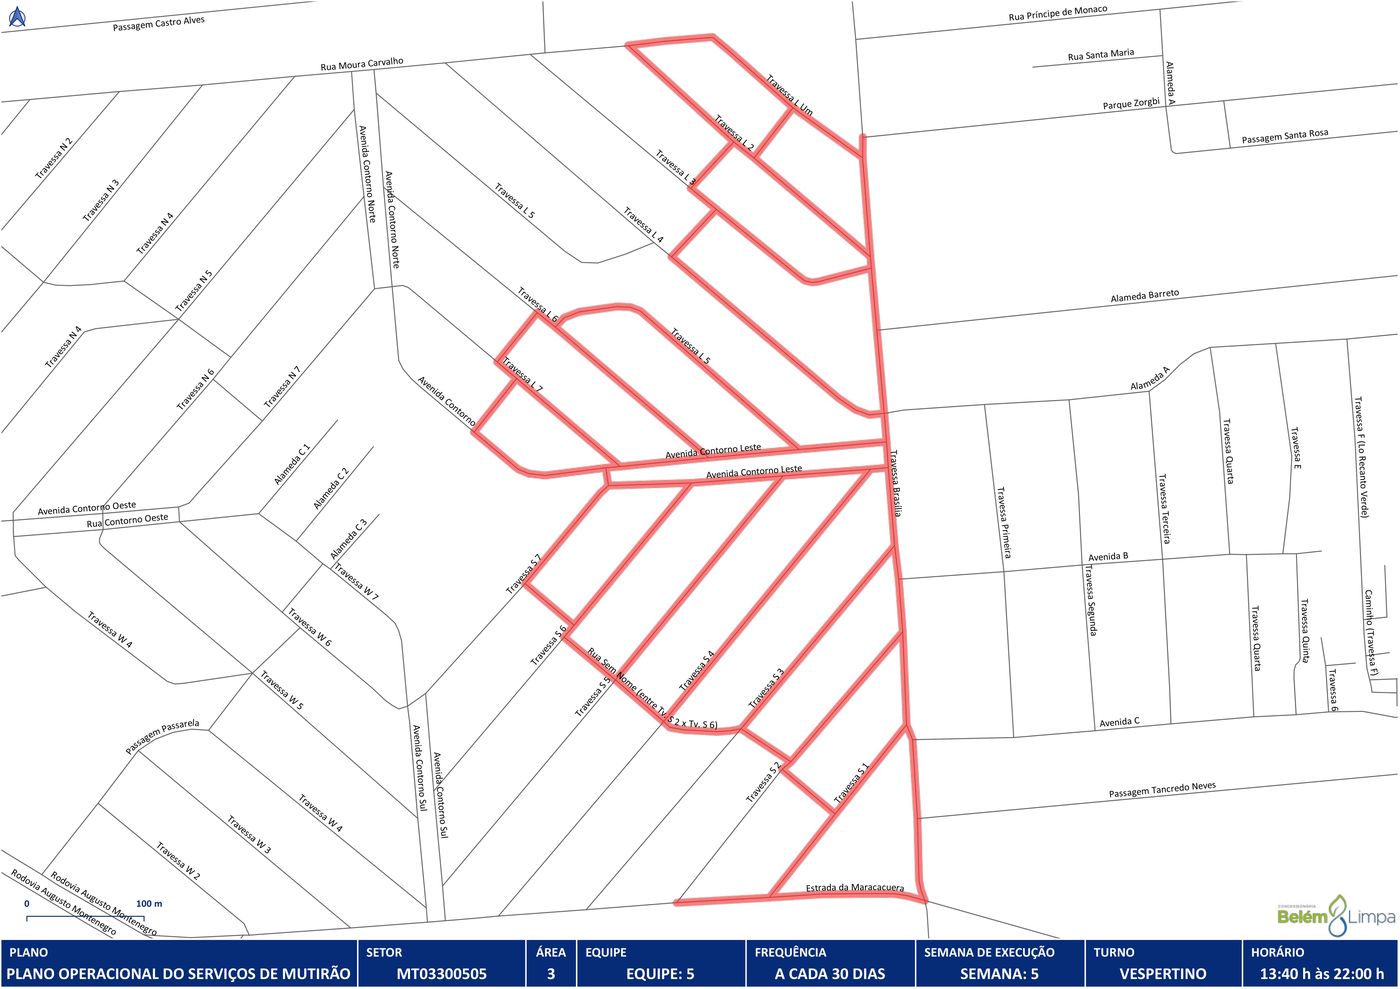 Passagem Castro Alves
Rua Príncipe de Monaco
Rua Santa Maria
Alameda A
Parque Zorgbi
Passagem Santa Rosa
Rua Moura Carvalho
Travessa L Um
Travessa L 2
Travessa L 3
Travessa L 4
Travessa L 5
Travessa N 2
Travessa N 3
Travessa N 4
Travessa N 5
Avenida Contorno Norte
Avenida Contorno Norte
Alameda Barreto
Travessa L 6
Travessa L 5
Travessa L 7
Travessa N 4
Travessa N 6
Travessa N 7
Avenida Contorno
Alameda A
Travessa Quarta
Travessa E
Travessa F (Lo Recanto Verde)
Avenida Contorno Leste
Avenida Contorno Leste
Travessa Brasília
Alameda C 1
Alameda C 2
Alameda C 3
Avenida Contorno Oeste
Rua Contorno Oeste
Travessa Primeira
Travessa Terceira
Avenida B
Travessa Segunda
Travessa Quarta
Travessa Quinta
Caminho (Travessa F)
Travessa 6
Avenida C
Travessa W 7
Travessa W 6
Travessa W 4
Travessa W 5
Travessa S 7
Travessa S 6
Travessa S 5
Rua Sem Nome (entre Tv. S 2 x Tv. S 6)
Travessa S 4
Travessa S 3
Travessa S 2
Travessa S 1
Passagem Passarela
Avenida Contorno Sul
Avenida Contorno Sul
Travessa W 4
Travessa W 3
Travessa W 2
Passagem Tancredo Neves
Estrada da Maracacuera
Rodovia Augusto Montenegro
Rodovia Augusto Montenegro
0 100 m
CONCESSIONÁRIA
Belém Limpa
PLANO
PLANO OPERACIONAL DO SERVIÇOS DE MUTIRÃO
SETOR
MT03300505
ÁREA
3
EQUIPE
EQUIPE: 5
FREQUÊNCIA
A CADA 30 DIAS
SEMANA DE EXECUÇÃO
SEMANA: 5
TURNO
VESPERTINO
HORÁRIO
13:40 h às 22:00 h